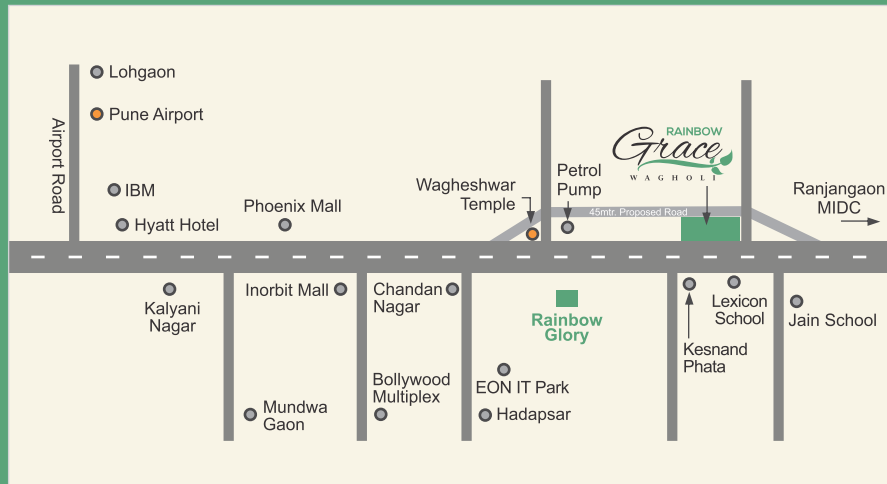 Lohgaon
Pune Airport
Airport Road
IBM
Hyatt Hotel
Phoenix Mall
Wagheshwar
Temple
Petrol
Pump
RAINBOW
Grace
WAGHOLI
Ranjangaon
MIDC
45mtr. Proposed Road
Kalyani
Nagar
Inorbit Mall
Chandan
Nagar
Rainbow
Glory
Lexicon
School
Jain School
Kesnand
Phata
Bollywood
Multiplex
EON IT Park
Mundwa
Gaon
Hadapsar